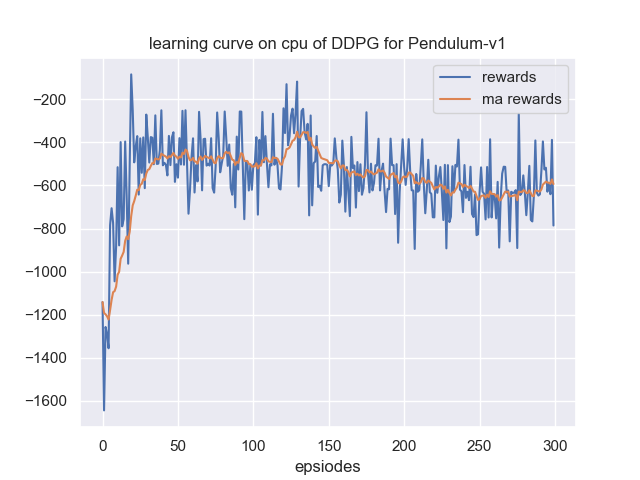 learning curve on cpu of DDPG for Pendulum-v1
rewards
ma rewards
−200
−400
−600
−800
−1000
−1200
−1400
−1600
0 50 100 150 200 250 300
epsiodes